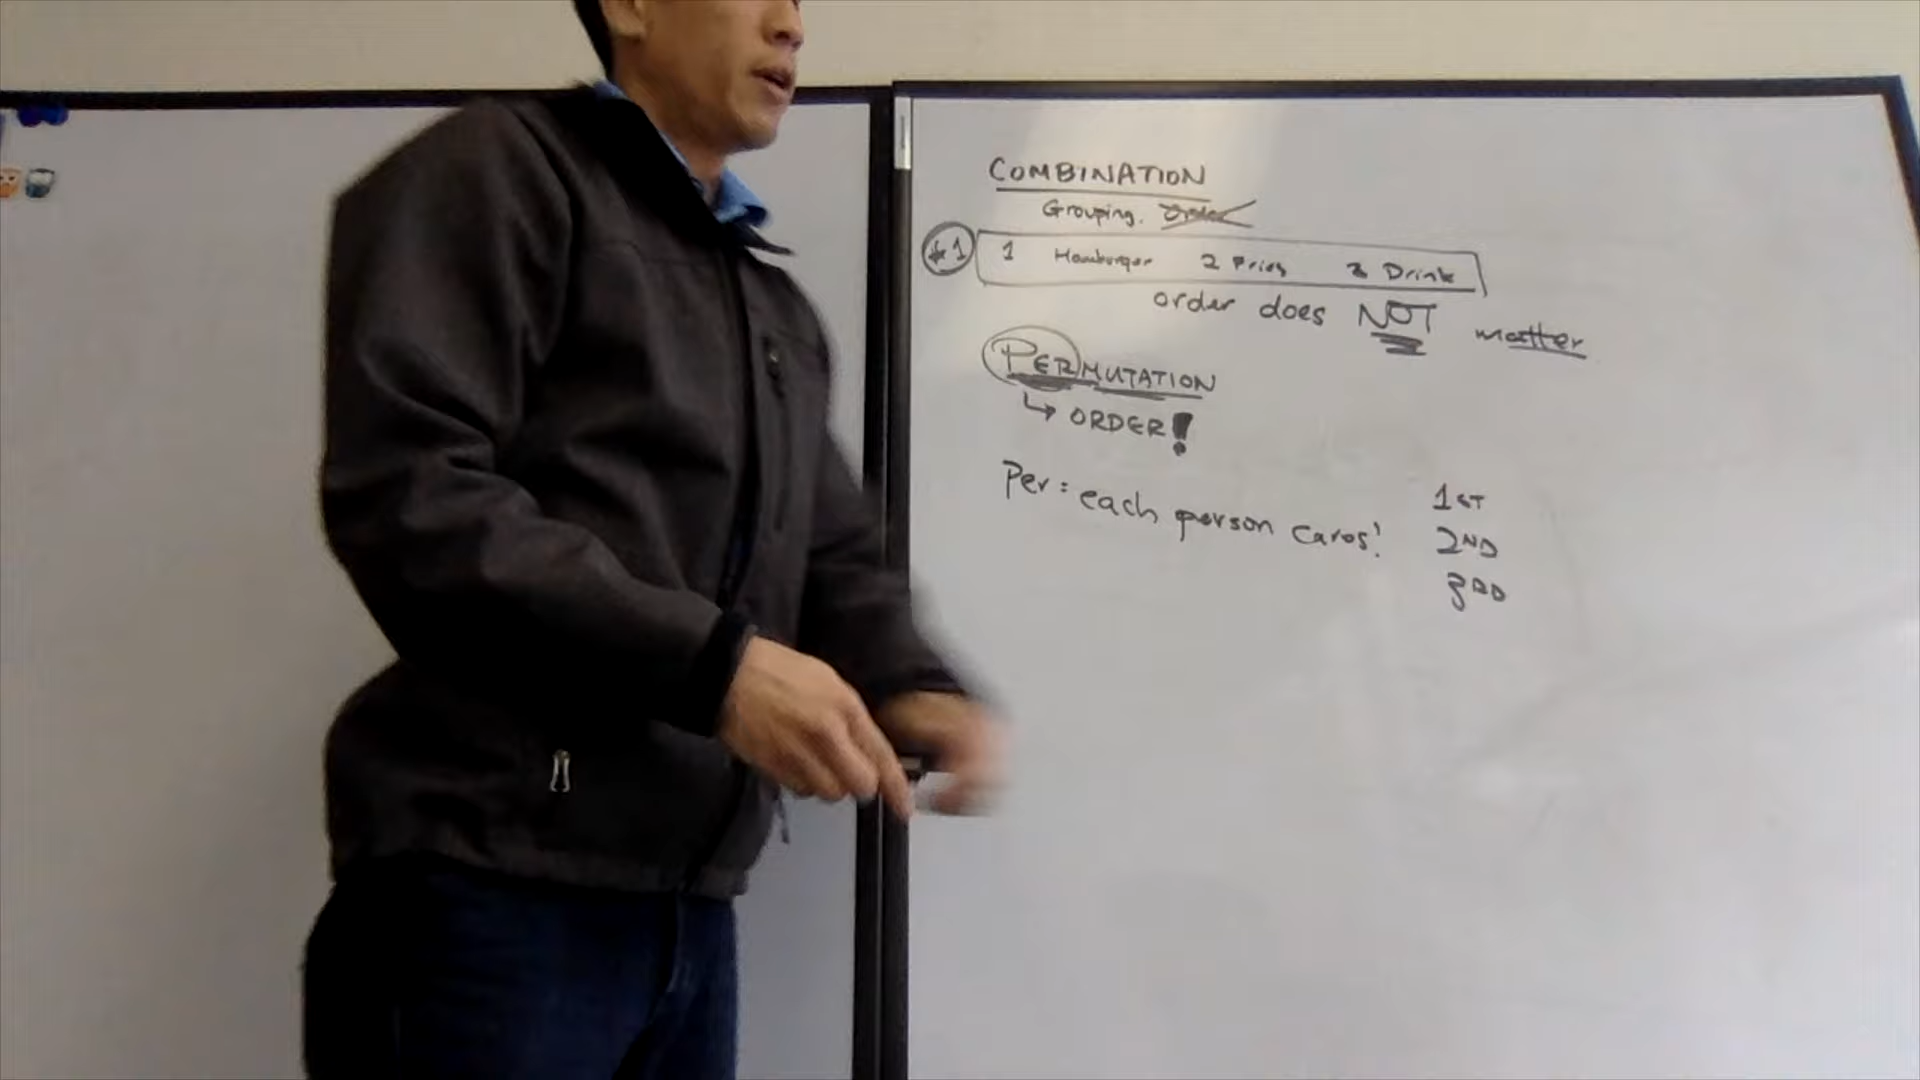 COMBINATION
Grouping. Order
#1 1 Hamburger 2 Fries 3 Drink
order does NOT matter
PERMUTATION
↳ ORDER!
Per: each person cares!
1ST
2ND
3RD